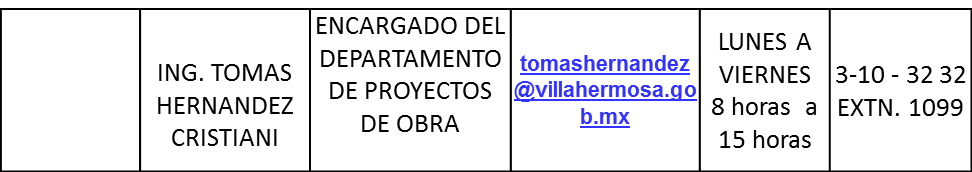 ING. TOMAS
HERNANDEZ
CRISTIANI
ENCARGADO DEL
DEPARTAMENTO
DE PROYECTOS
DE OBRA
tomashernandez
@villahermosa.go
b.mx
LUNES A
VIERNES
8 horas a
15 horas
3-10 - 32 32
EXTN. 1099